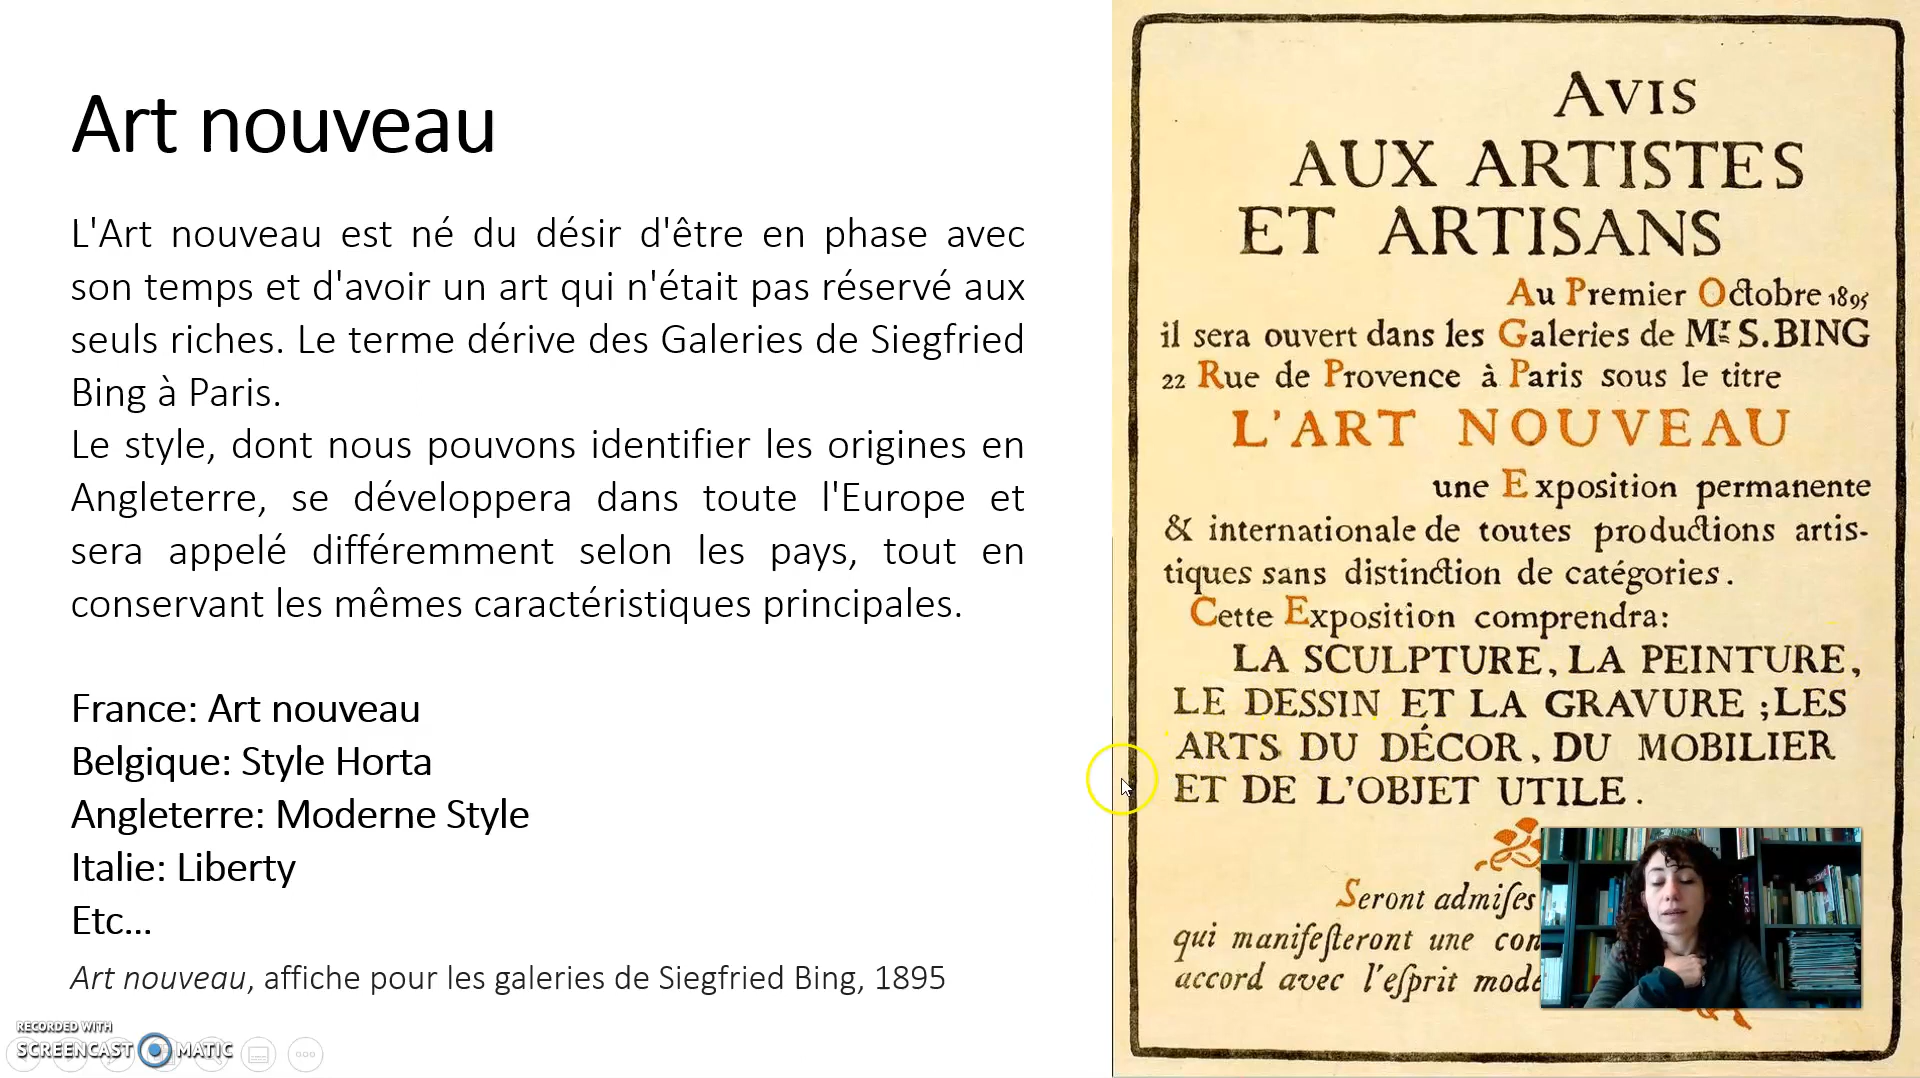 Art nouveau
L'Art nouveau est né du désir d'être en phase avec
son temps et d'avoir un art qui n'était pas réservé aux
seuls riches. Le terme dérive des Galeries de Siegfried
Bing à Paris.
Le style, dont nous pouvons identifier les origines en
Angleterre, se développera dans toute l'Europe et
sera appelé différemment selon les pays, tout en
conservant les mêmes caractéristiques principales.
France: Art nouveau
Belgique: Style Horta
Angleterre: Moderne Style
Italie: Liberty
Etc...
Art nouveau, affiche pour les galeries de Siegfried Bing, 1895
RECORDED WITH
SCREENCAST MATIC
AVIS
AUX ARTISTES
ET ARTISANS
Au Premier Octobre 1895
il sera ouvert dans les Galeries de Mr S. BING
22 Rue de Provence à Paris sous le titre
L'ART NOUVEAU
une Exposition permanente
& internationale de toutes productions artis-
tiques sans distinction de catégories.
Cette Exposition comprendra:
LA SCULPTURE, LA PEINTURE,
LE DESSIN ET LA GRAVURE ; LES
ARTS DU DÉCOR, DU MOBILIER
ET DE L'OBJET UTILE.
Seront admiſes
qui manifeſteront une
accord avec l'eſprit